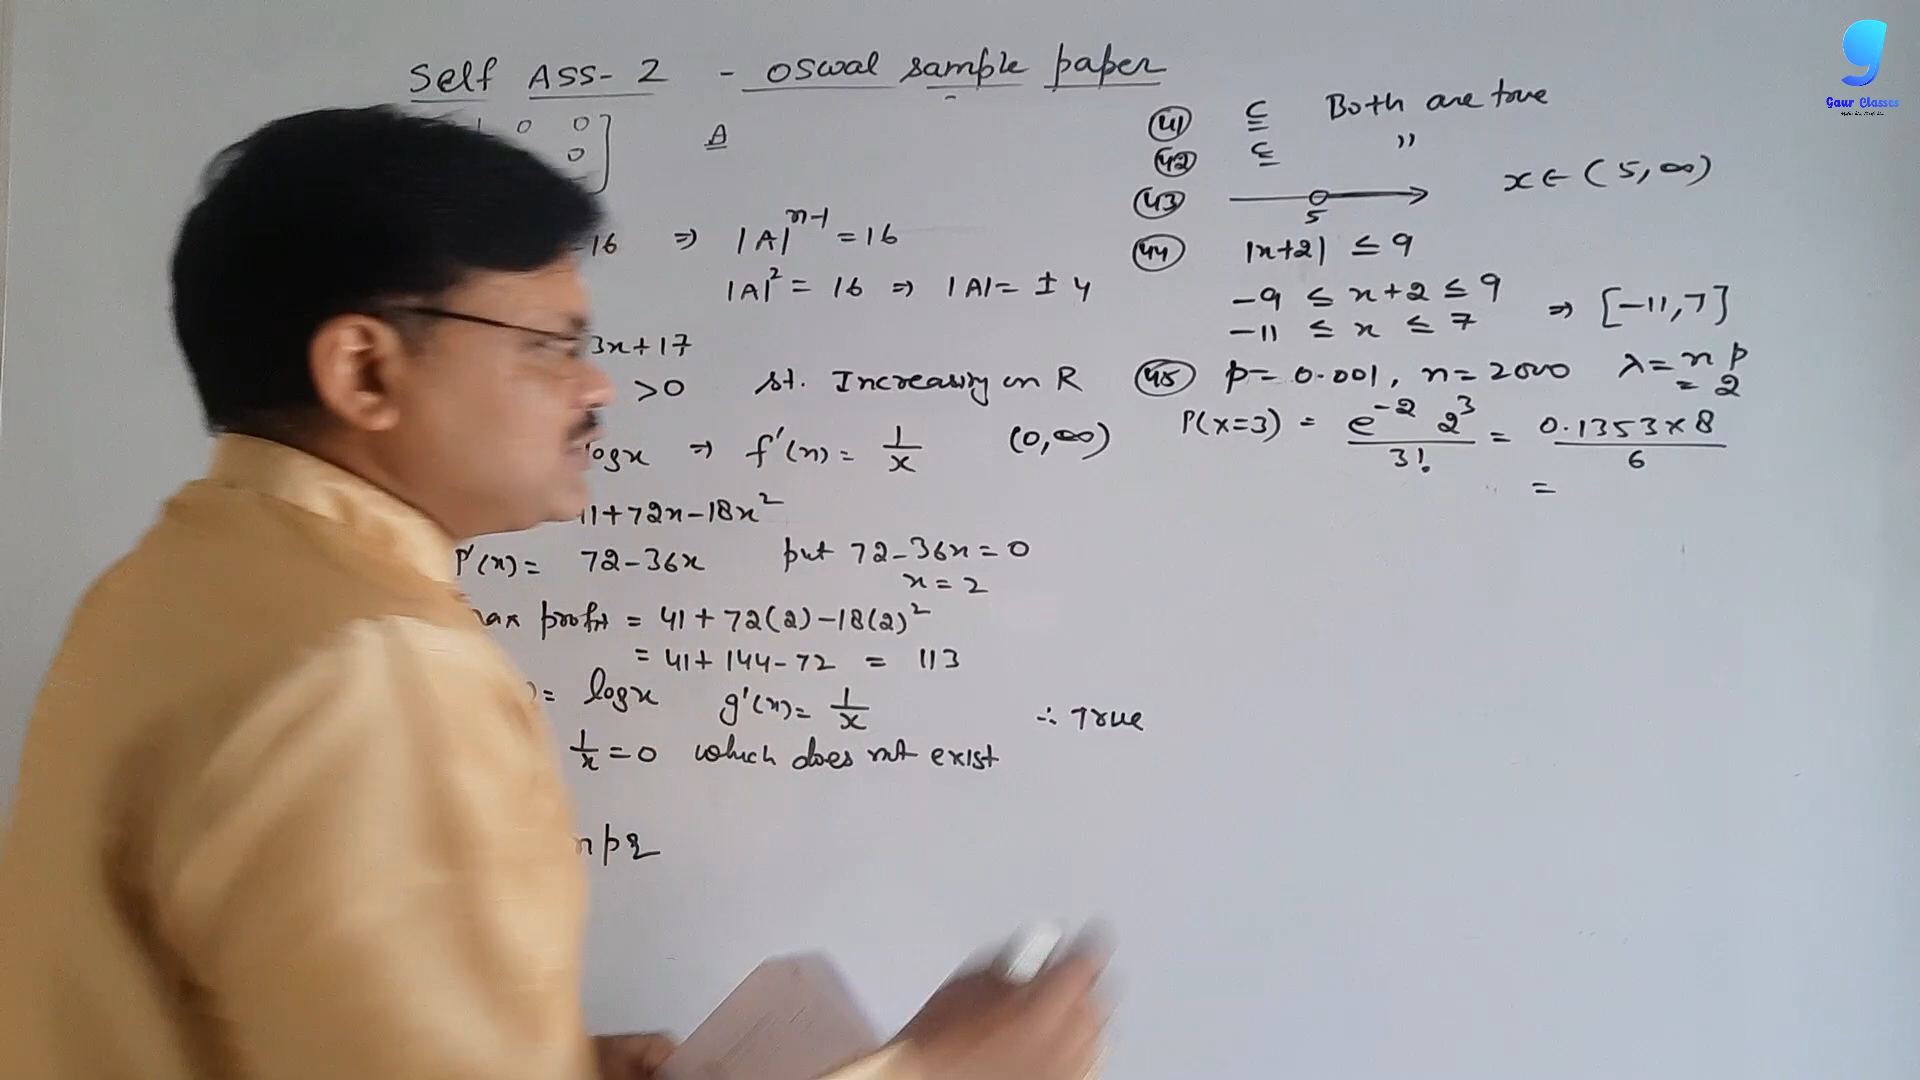 Self ASS- 2 - OSwal sample paper
0 0
0
A
16 ⇒ |A|^{n-1} = 16
|A|² = 16 ⇒ |A| = ± 4
3x+17
>0 st. Increasing on R
logx ⇒ f'(x) = 1/x (0,∞)
41+72x-18x²
P'(x) = 72-36x put 72-36x = 0
x = 2
max profit = 41+72(2)-18(2)²
= 41+144-72 = 113
= logx g'(x) = 1/x ∴ True
1/x = 0 which does not exist
npq
(41) C Both are true
(42) C "
(43) 5 x ∈ (5,∞)
(44) |x+2| ≤ 9
-9 ≤ x+2 ≤ 9
-11 ≤ x ≤ 7 ⇒ [-11,7]
(45) p = 0.001, n = 2000 λ = np
= 2
P(x=3) = e^{-2} 2³ / 3! = 0.1353×8 / 6
=
g
Gaur Classes